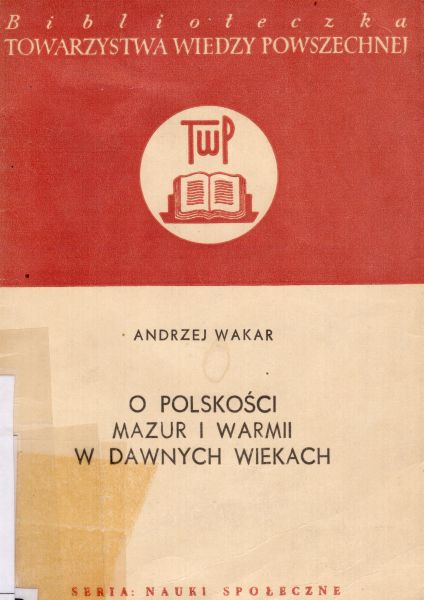 Biblioteczka
TOWARZYSTWA WIEDZY POWSZECHNEJ
TWP
ANDRZEJ WAKAR
O POLSKOŚCI
MAZUR I WARMII
W DAWNYCH WIEKACH
SERIA: NAUKI SPOŁECZNE